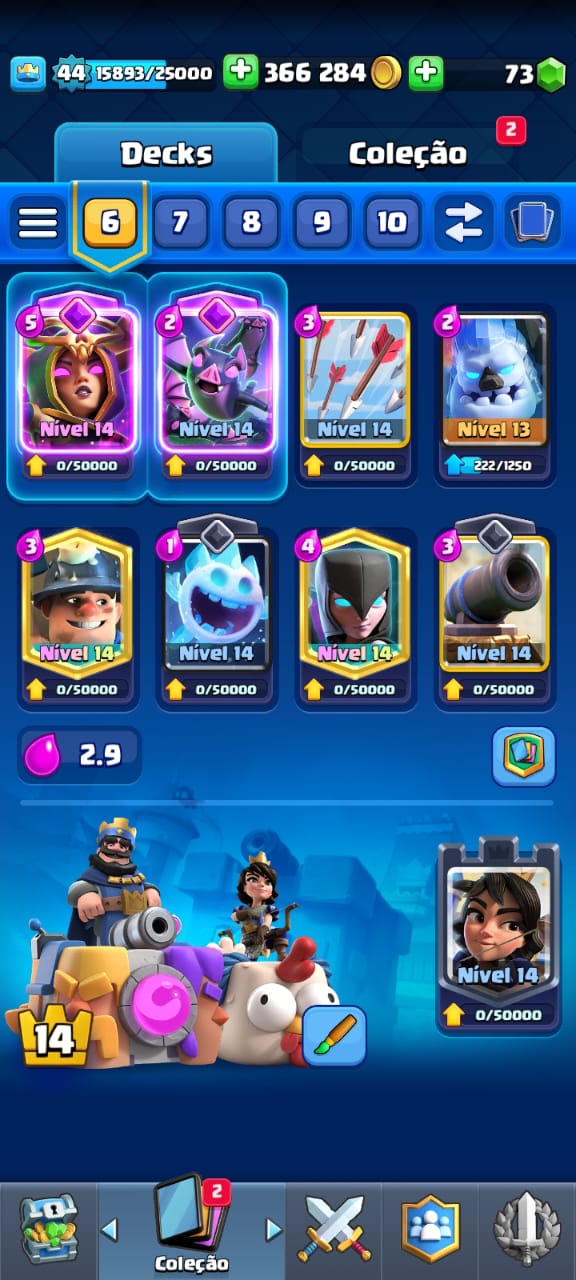 44 15893/25000 366 284 73
Decks Coleção 2
6 7 8 9 10
5 2 3 2
Nível 14 Nível 14 Nível 14 Nível 13
0/50000 0/50000 0/50000 222/1250
3 1 4 3
Nível 14 Nível 14 Nível 14 Nível 14
0/50000 0/50000 0/50000 0/50000
2.9
Nível 14
0/50000
14
2
Coleção